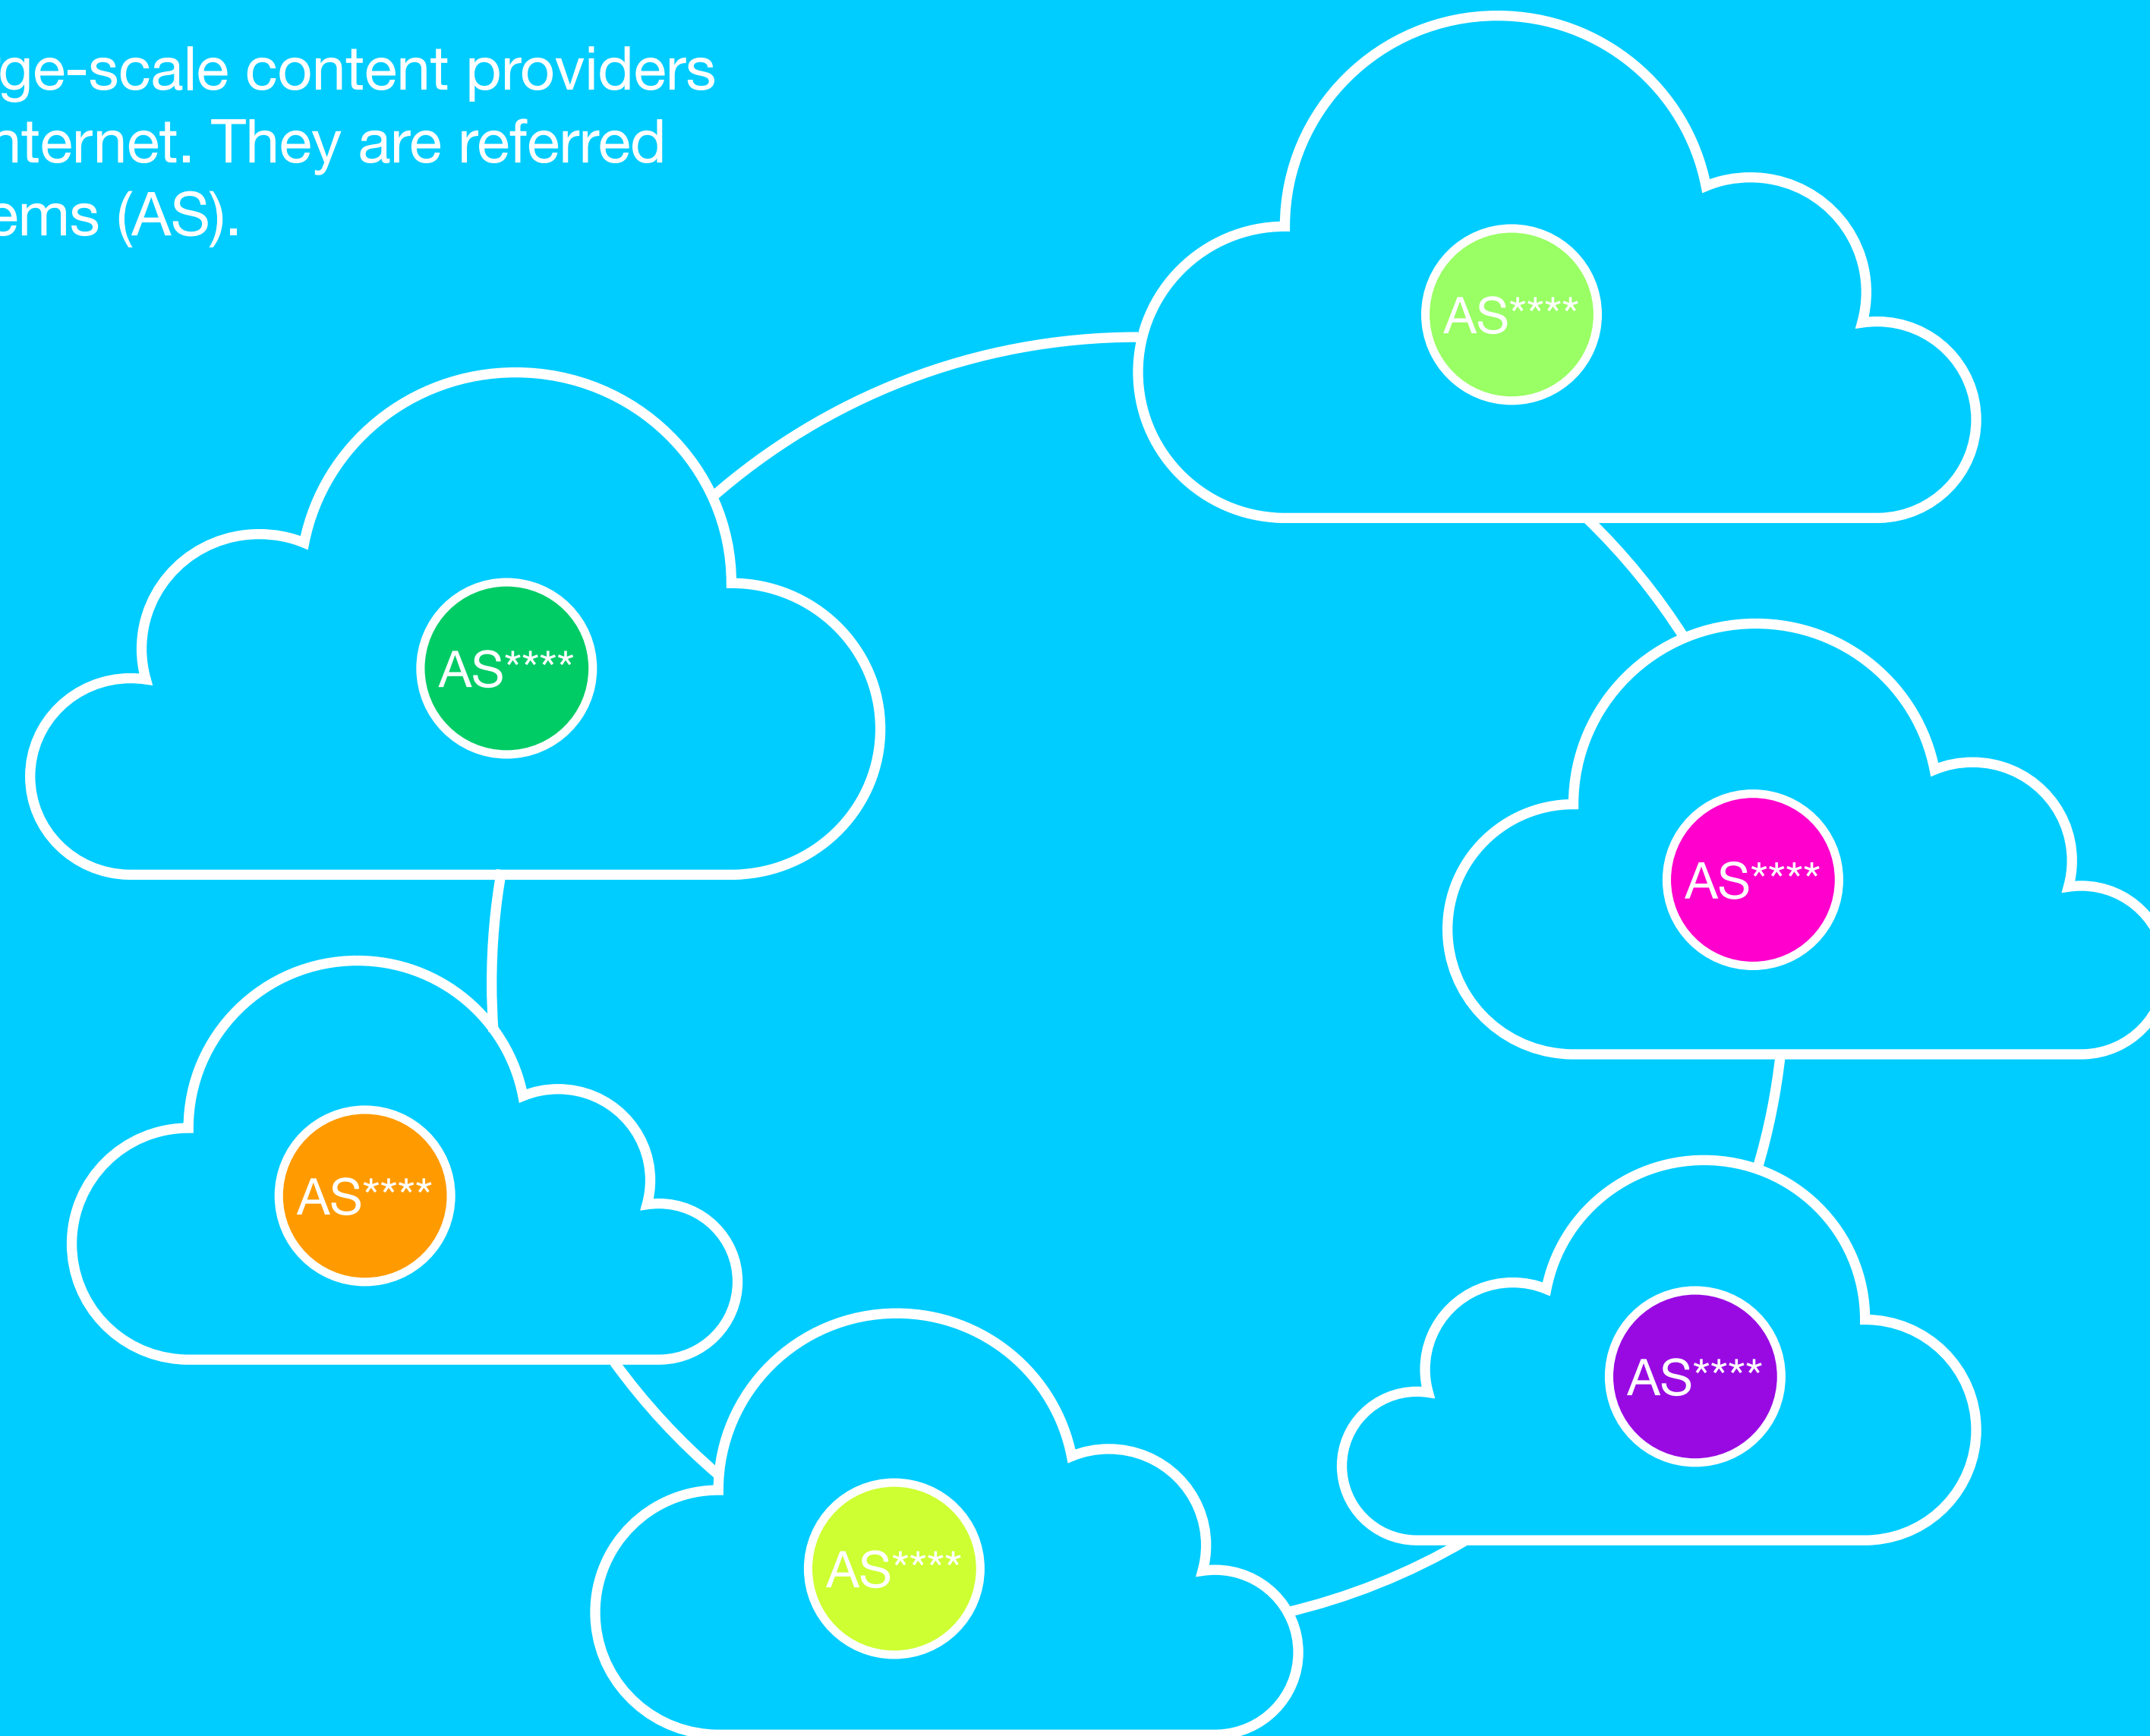 ge-scale content providers
nternet. They are referred
ems (AS).
AS****
AS****
AS****
AS****
AS****
AS****